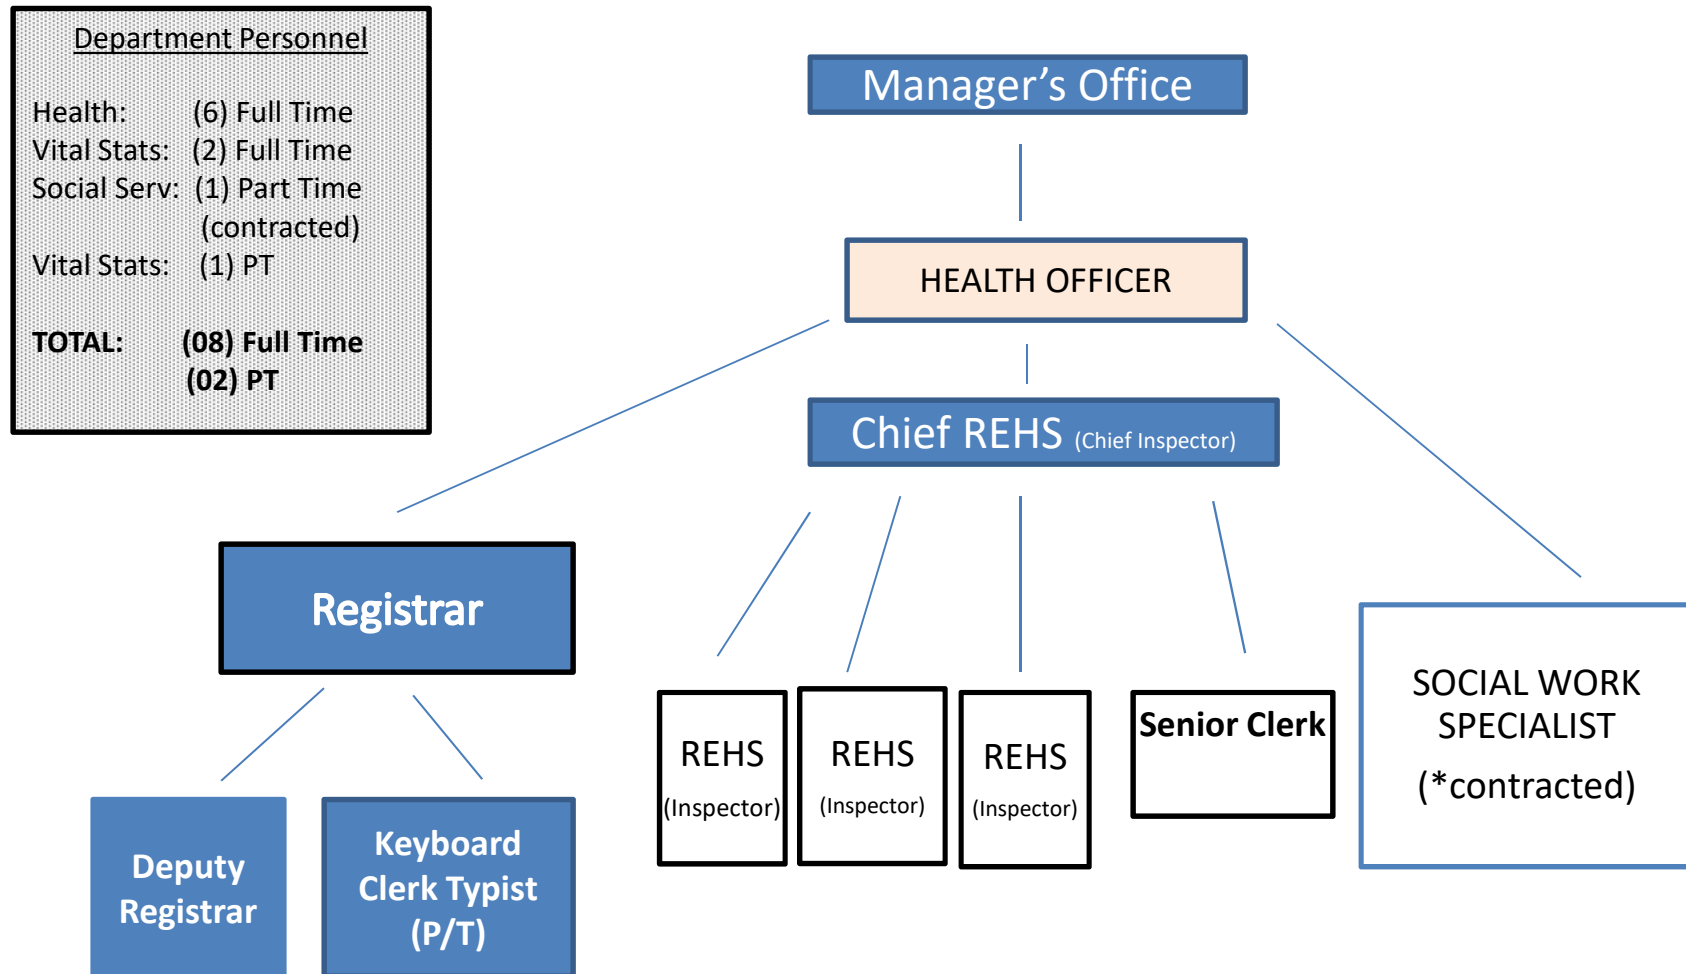 Department Personnel
Health: (6) Full Time
Vital Stats: (2) Full Time
Social Serv: (1) Part Time
(contracted)
Vital Stats: (1) PT
TOTAL: (08) Full Time
(02) PT
Manager’s Office
HEALTH OFFICER
Chief REHS (Chief Inspector)
Registrar
Deputy
Registrar
Keyboard
Clerk Typist
(P/T)
REHS
(Inspector)
REHS
(Inspector)
REHS
(Inspector)
Senior Clerk
SOCIAL WORK
SPECIALIST
(*contracted)